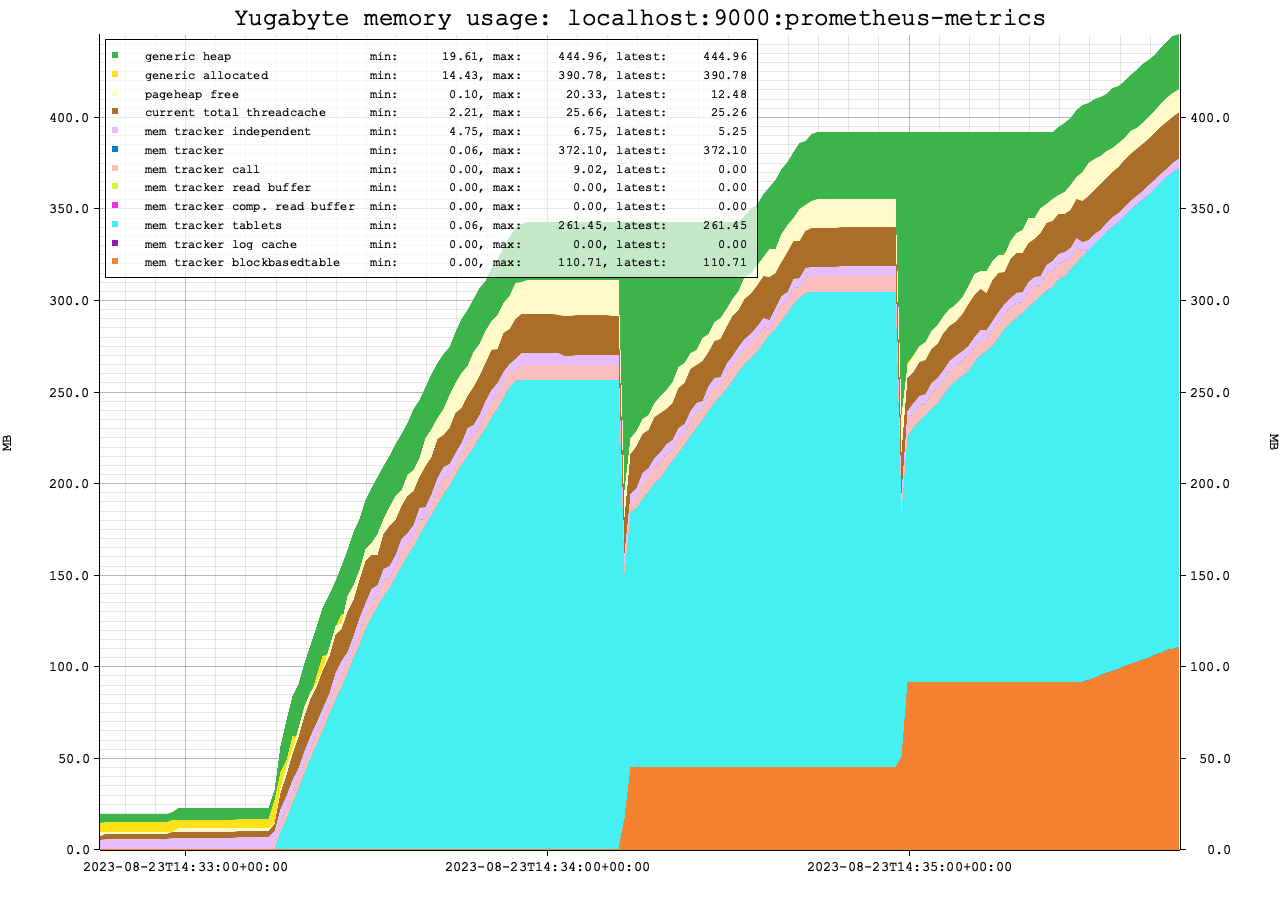 Yugabyte memory usage: localhost:9000:prometheus-metrics
generic heap min: 19.61, max: 444.96, latest: 444.96
generic allocated min: 14.43, max: 390.78, latest: 390.78
pageheap free min: 0.10, max: 20.33, latest: 12.48
current total threadcache min: 2.21, max: 25.66, latest: 25.26
mem tracker independent min: 4.75, max: 6.75, latest: 5.25
mem tracker min: 0.06, max: 372.10, latest: 372.10
mem tracker call min: 0.00, max: 9.02, latest: 0.00
mem tracker read buffer min: 0.00, max: 0.00, latest: 0.00
mem tracker comp. read buffer min: 0.00, max: 0.00, latest: 0.00
mem tracker tablets min: 0.06, max: 261.45, latest: 261.45
mem tracker log cache min: 0.00, max: 0.00, latest: 0.00
mem tracker blockbasedtable min: 0.00, max: 110.71, latest: 110.71
400.0 400.0
350.0 350.0
300.0 300.0
250.0 250.0
MB MB
200.0 200.0
150.0 150.0
100.0 100.0
50.0 50.0
0.0 0.0
2023-08-23T14:33:00+00:00 2023-08-23T14:34:00+00:00 2023-08-23T14:35:00+00:00